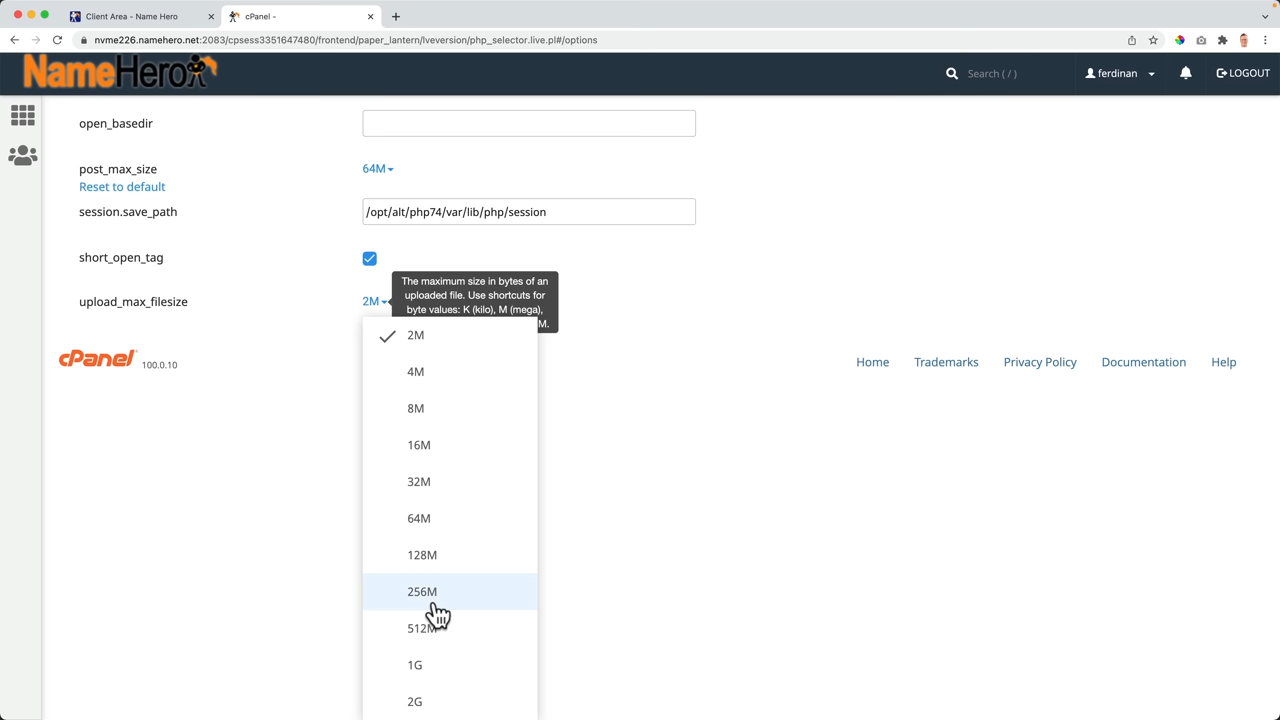 Client Area - Name Hero
cPanel -
nvme226.namehero.net:2083/cpsess3351647480/frontend/paper_lantern/lveversion/php_selector.live.pl#/options
NameHero
Search ( / )
ferdinan
LOGOUT
open_basedir
post_max_size
64M
Reset to default
session.save_path
/opt/alt/php74/var/lib/php/session
short_open_tag
The maximum size in bytes of an
uploaded file. Use shortcuts for
byte values: K (kilo), M (mega),
M.
upload_max_filesize
2M
2M
4M
8M
16M
32M
64M
128M
256M
512M
1G
2G
cPanel
100.0.10
Home
Trademarks
Privacy Policy
Documentation
Help